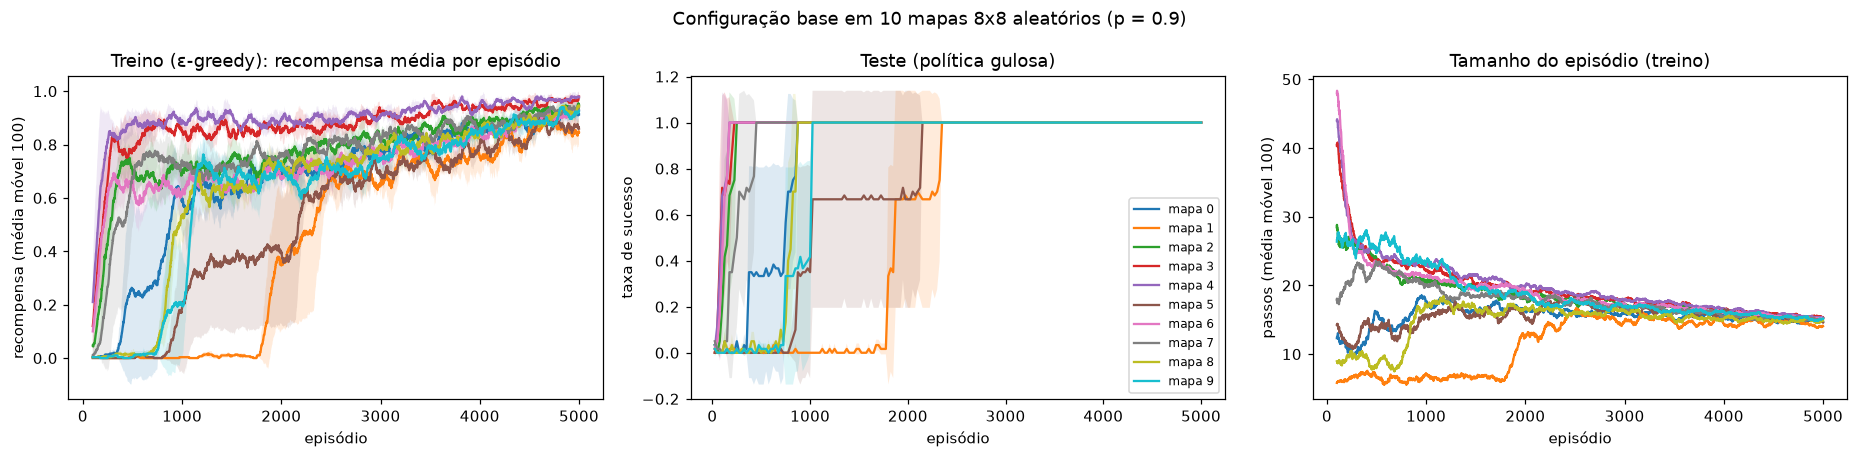 Configuração base em 10 mapas 8x8 aleatórios (p = 0.9)
Treino (ε-greedy): recompensa média por episódio
recompensa (média móvel 100)
1.0
0.8
0.6
0.4
0.2
0.0
0 1000 2000 3000 4000 5000
episódio
Teste (política gulosa)
taxa de sucesso
1.2
1.0
0.8
0.6
0.4
0.2
0.0
−0.2
mapa 0
mapa 1
mapa 2
mapa 3
mapa 4
mapa 5
mapa 6
mapa 7
mapa 8
mapa 9
0 1000 2000 3000 4000 5000
episódio
Tamanho do episódio (treino)
passos (média móvel 100)
50
40
30
20
10
0 1000 2000 3000 4000 5000
episódio